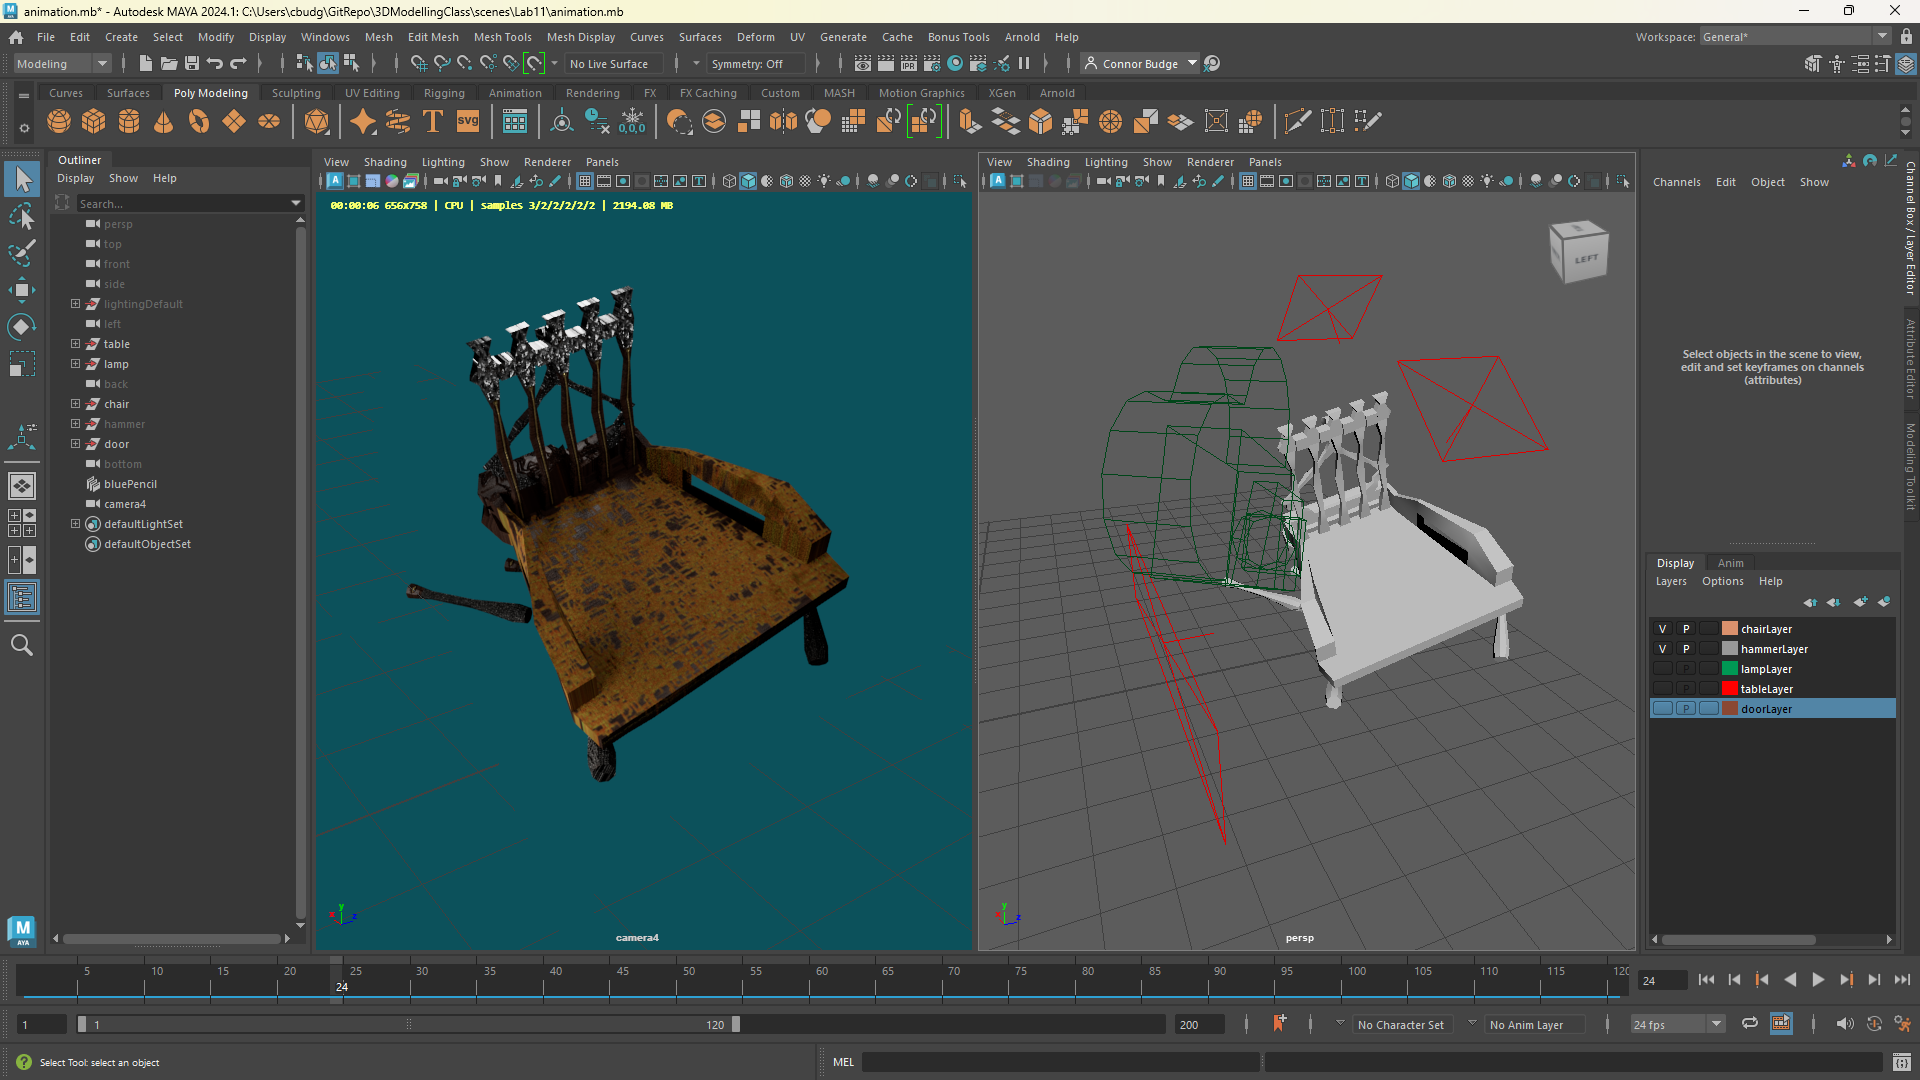 animation.mb* - Autodesk MAYA 2024.1: C:\Users\cbudg\GitRepo\3DModellingClass\scenes\Lab11\animation.mb
File Edit Create Select Modify Display Windows Mesh Edit Mesh Mesh Tools Mesh Display Curves Surfaces Deform UV Generate Cache Bonus Tools Arnold Help
Workspace: General*
Modeling
No Live Surface
Symmetry: Off
IPR
Connor Budge
Curves Surfaces Poly Modeling Sculpting UV Editing Rigging Animation Rendering FX FX Caching Custom MASH Motion Graphics XGen Arnold
T
SVG
0,0,0
Outliner
Display Show Help
Search...
persp
top
front
side
lightingDefault
left
table
lamp
back
chair
hammer
door
bottom
bluePencil
camera4
defaultLightSet
defaultObjectSet
View Shading Lighting Show Renderer Panels
00:00:06 656x758 | CPU | samples 3/2/2/2/2/2 | 2194.08 MB
camera4
View Shading Lighting Show Renderer Panels
LEFT
persp
Channels Edit Object Show
Select objects in the scene to view,
edit and set keyframes on channels
(attributes)
Channel Box / Layer Editor
Attribute Editor
Modeling Toolkit
Display Anim
Layers Options Help
V P chairLayer
V P hammerLayer
P lampLayer
P tableLayer
P doorLayer
M
AYA
5 10 15 20 25 30 35 40 45 50 55 60 65 70 75 80 85 90 95 100 105 110 115 120
24
24
1
1
120
200
No Character Set
No Anim Layer
24 fps
Select Tool: select an object
MEL